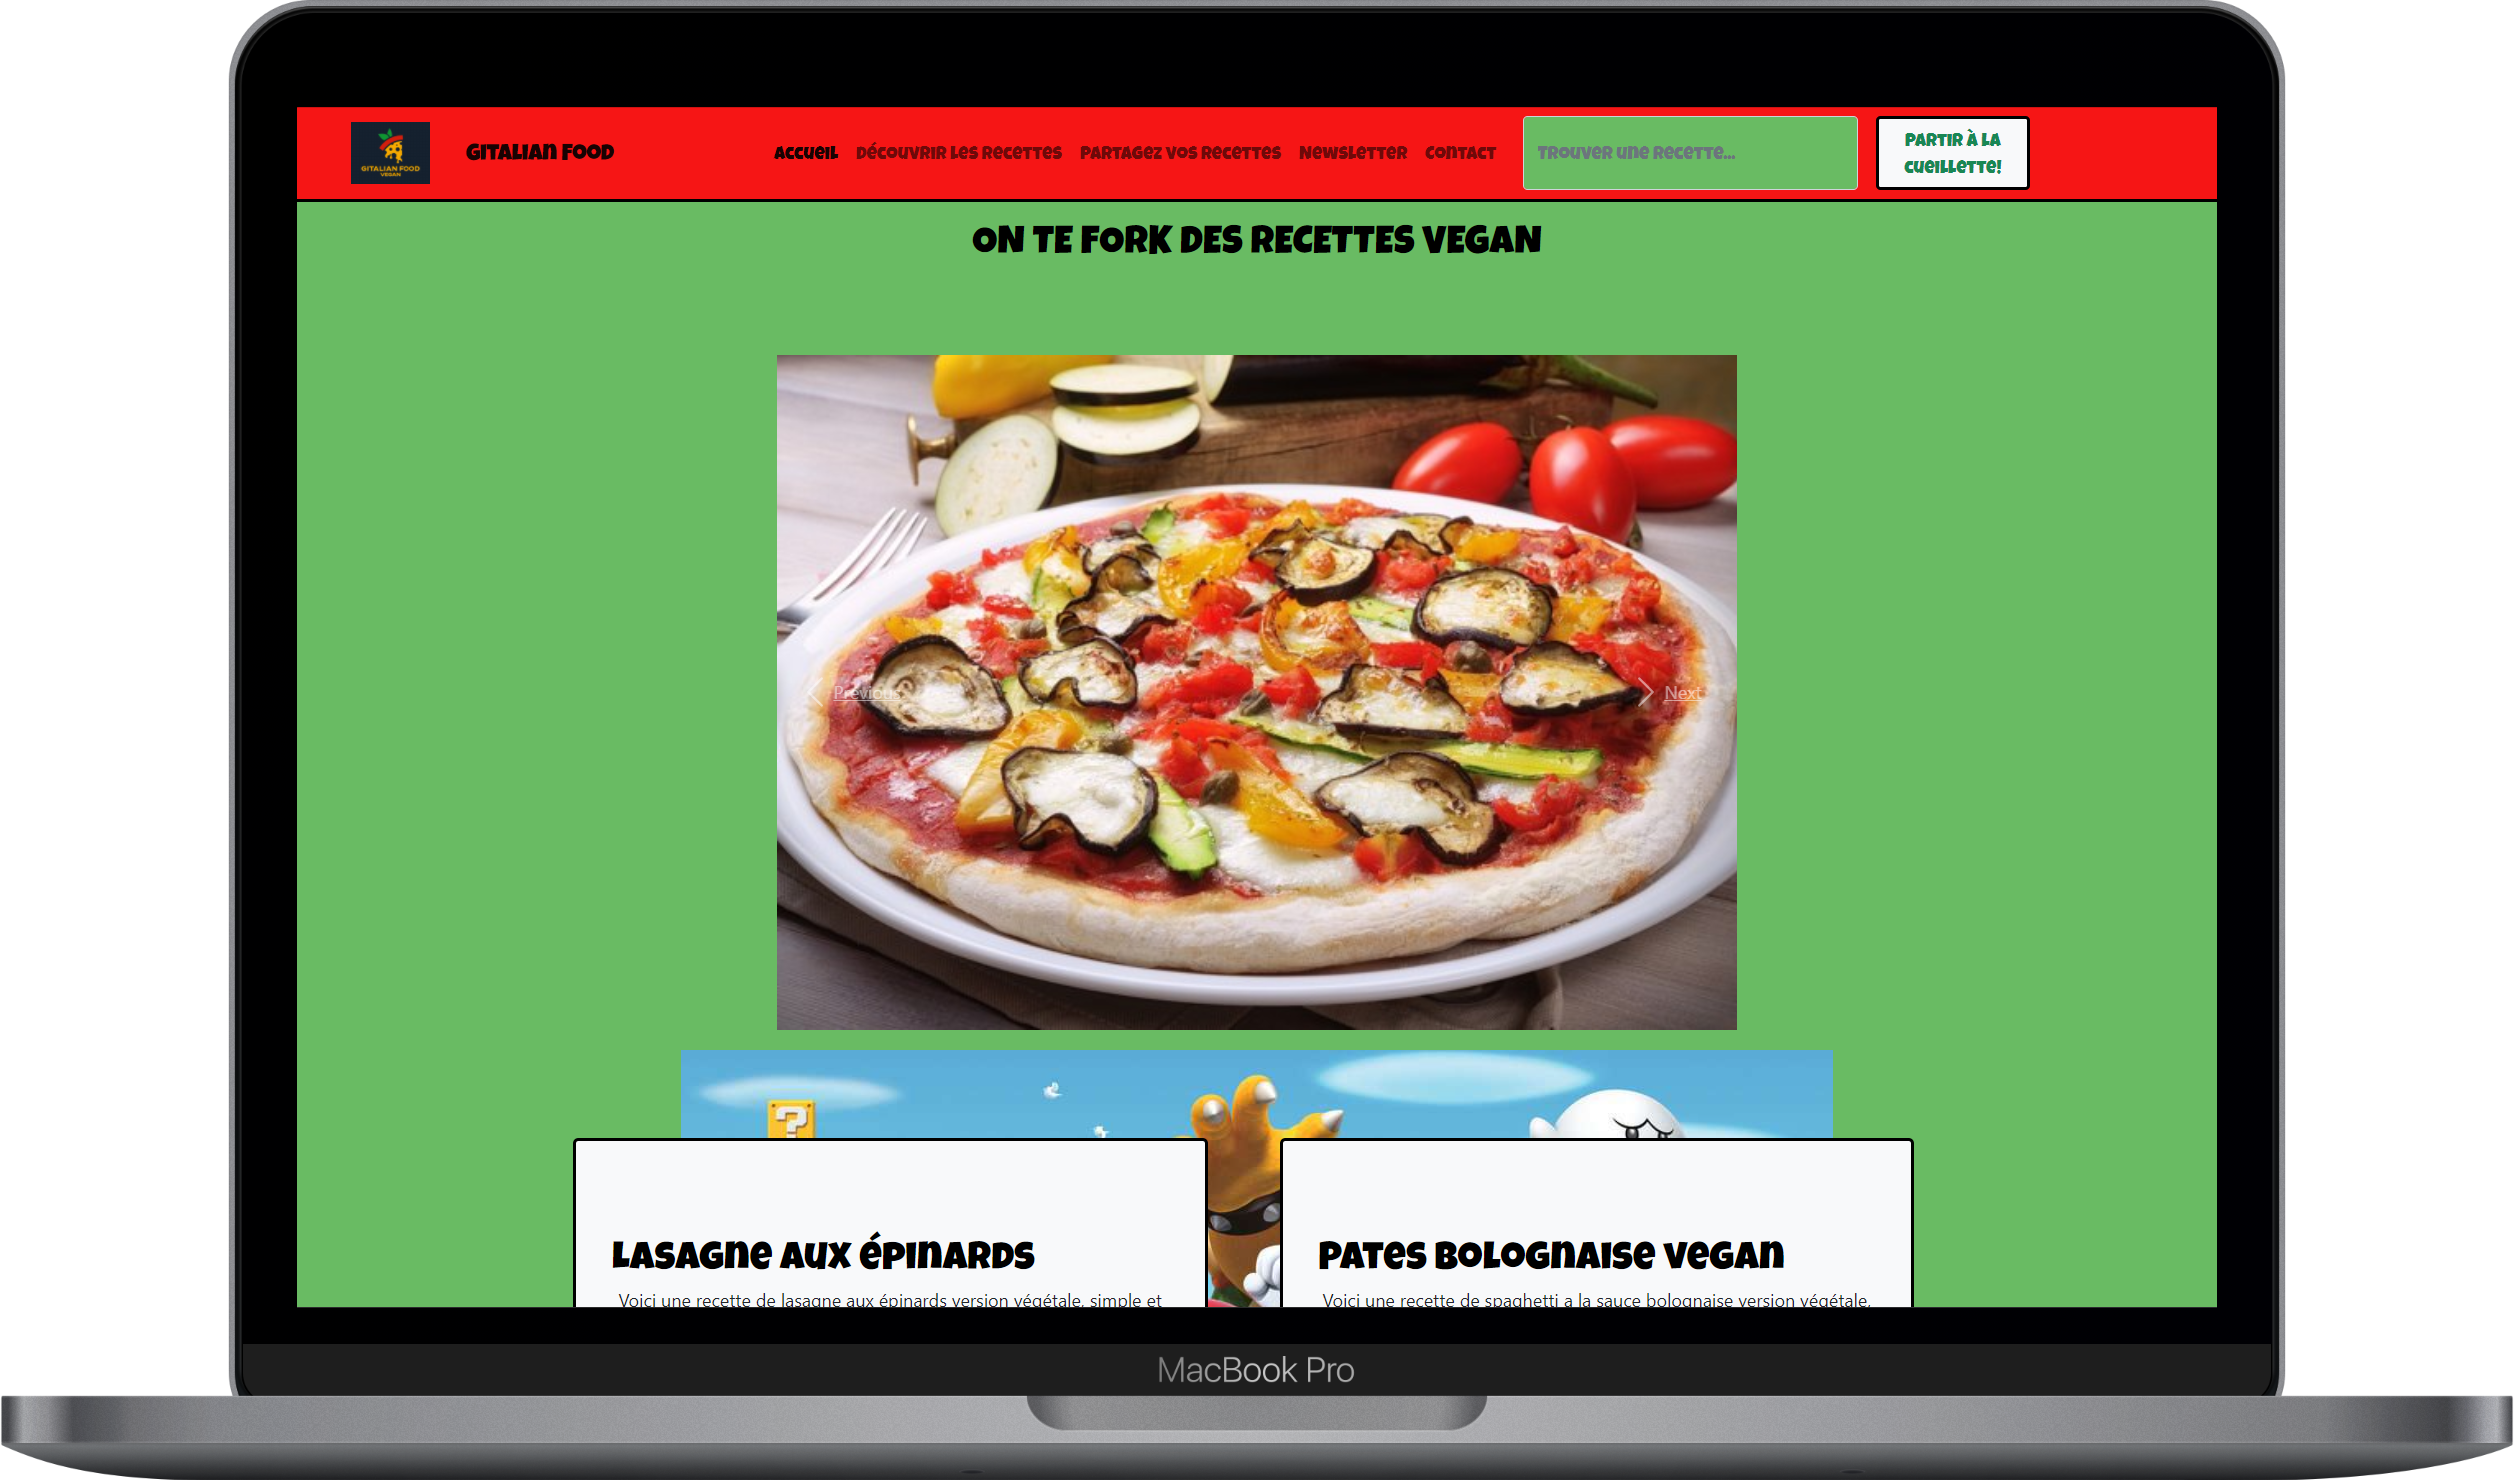 GITALIAN FOOD
VEGAN
Gitalian Food
Accueil Découvrir les recettes Partagez vos recettes Newsletter Contact
Trouver une recette...
Partir à la
cueillette!
ON TE FORK DES RECETTES VEGAN
Previous
Next
?
Lasagne aux épinards
Voici une recette de lasagne aux épinards version végétale, simple et
Pates bolognaise vegan
Voici une recette de spaghetti a la sauce bolognaise version végétale,
MacBook Pro